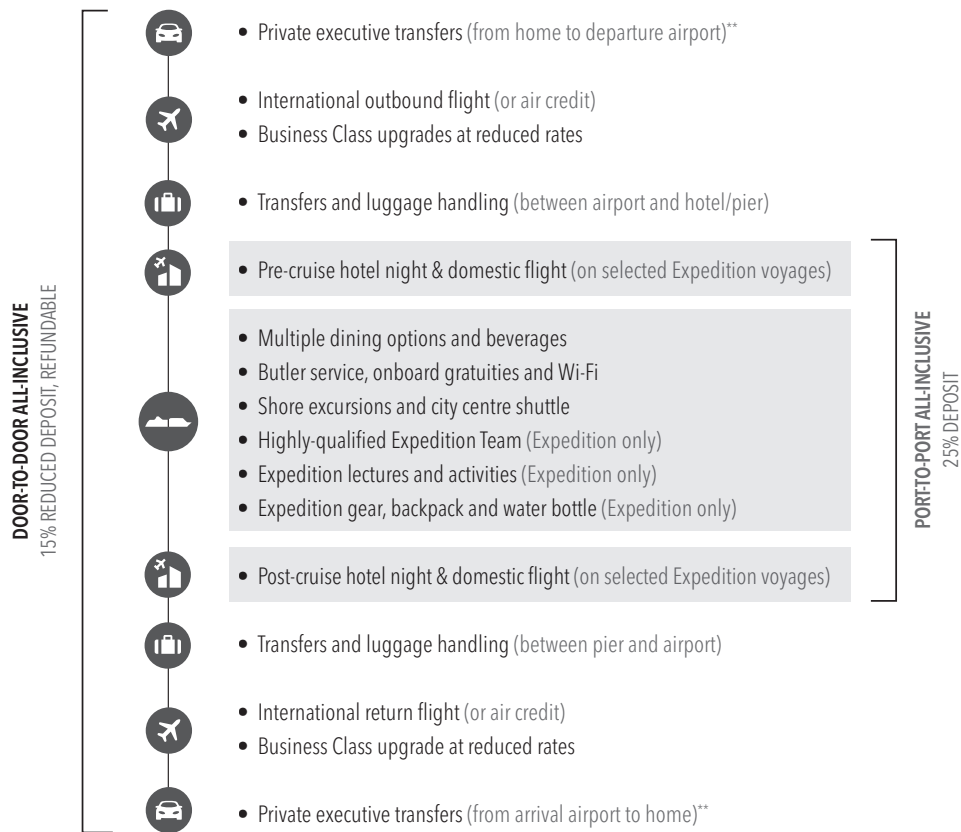 • Private executive transfers (from home to departure airport)**
• International outbound flight (or air credit)
• Business Class upgrades at reduced rates
• Transfers and luggage handling (between airport and hotel/pier)
• Pre-cruise hotel night & domestic flight (on selected Expedition voyages)
DOOR-TO-DOOR ALL-INCLUSIVE
15% REDUCED DEPOSIT, REFUNDABLE
• Multiple dining options and beverages
• Butler service, onboard gratuities and Wi-Fi
• Shore excursions and city centre shuttle
• Highly-qualified Expedition Team (Expedition only)
• Expedition lectures and activities (Expedition only)
• Expedition gear, backpack and water bottle (Expedition only)
PORT-TO-PORT ALL-INCLUSIVE
25% DEPOSIT
• Post-cruise hotel night & domestic flight (on selected Expedition voyages)
• Transfers and luggage handling (between pier and airport)
• International return flight (or air credit)
• Business Class upgrade at reduced rates
• Private executive transfers (from arrival airport to home)**